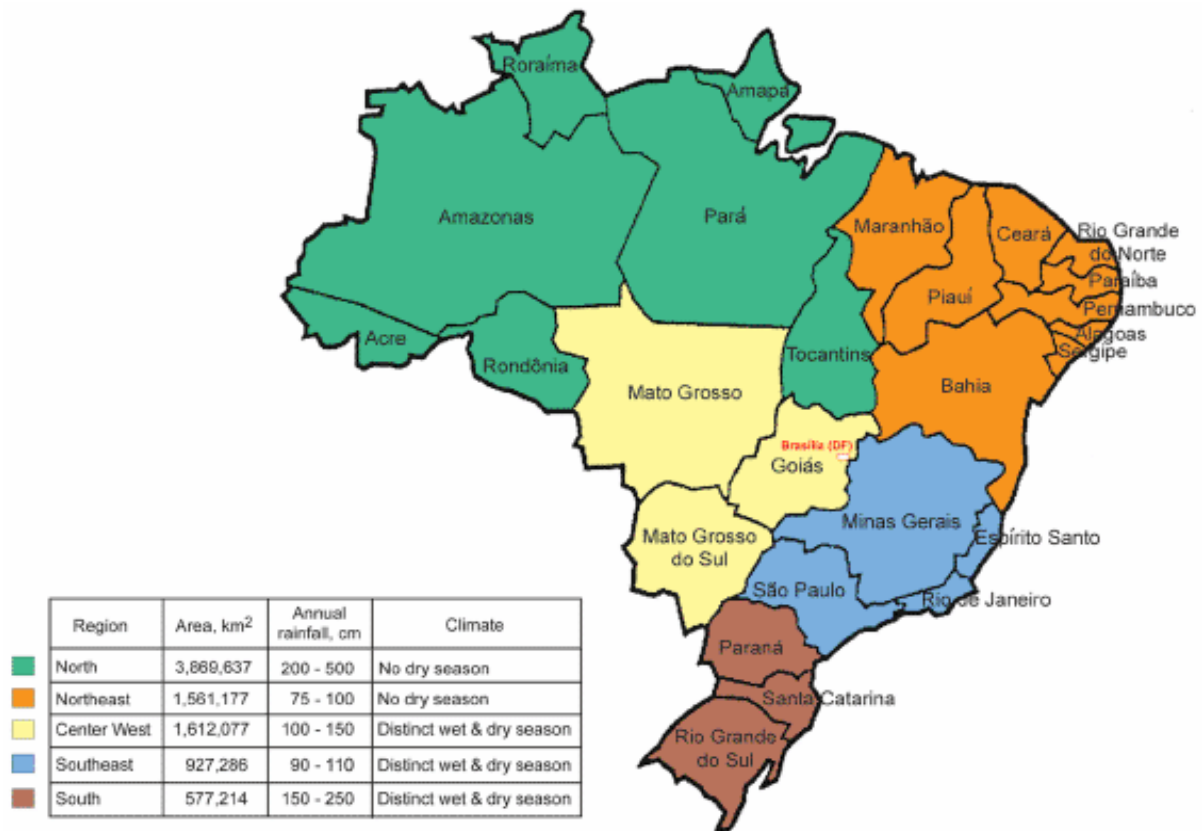 Roraíma
Amapá
Amazonas
Pará
Maranhão
Ceará
Rio Grande
do Norte
Paraíba
Piauí
Pernambuco
Alagoas
Sergipe
Acre
Rondônia
Tocantins
Bahia
Mato Grosso
Brasília (DF)
Goiás
Minas Gerais
Espírito Santo
Mato Grosso
do Sul
São Paulo
Rio de Janeiro
Paraná
Santa Catarina
Rio Grande
do Sul
Region Area, km² Annual rainfall, cm Climate
North 3,869,637 200 - 500 No dry season
Northeast 1,561,177 75 - 100 No dry season
Center West 1,612,077 100 - 150 Distinct wet & dry season
Southeast 927,286 90 - 110 Distinct wet & dry season
South 577,214 150 - 250 Distinct wet & dry season